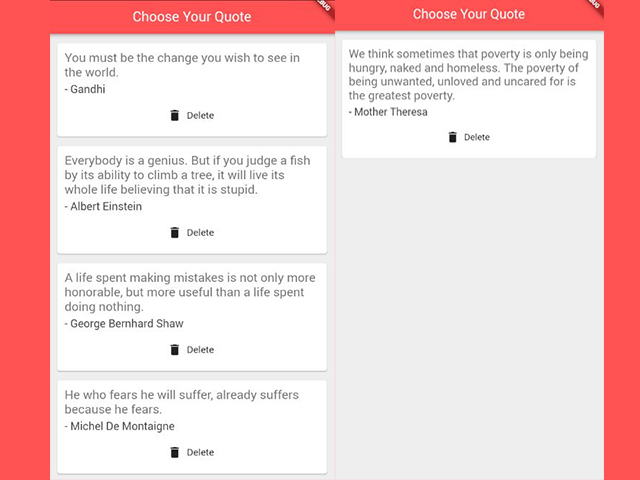 Choose Your Quote
You must be the change you wish to see in
the world.
- Gandhi
Delete
Everybody is a genius. But if you judge a fish
by its ability to climb a tree, it will live its
whole life believing that it is stupid.
- Albert Einstein
Delete
A life spent making mistakes is not only more
honorable, but more useful than a life spent
doing nothing.
- George Bernhard Shaw
Delete
He who fears he will suffer, already suffers
because he fears.
- Michel De Montaigne
Delete
Choose Your Quote
We think sometimes that poverty is only being
hungry, naked and homeless. The poverty of
being unwanted, unloved and uncared for is
the greatest poverty.
- Mother Theresa
Delete